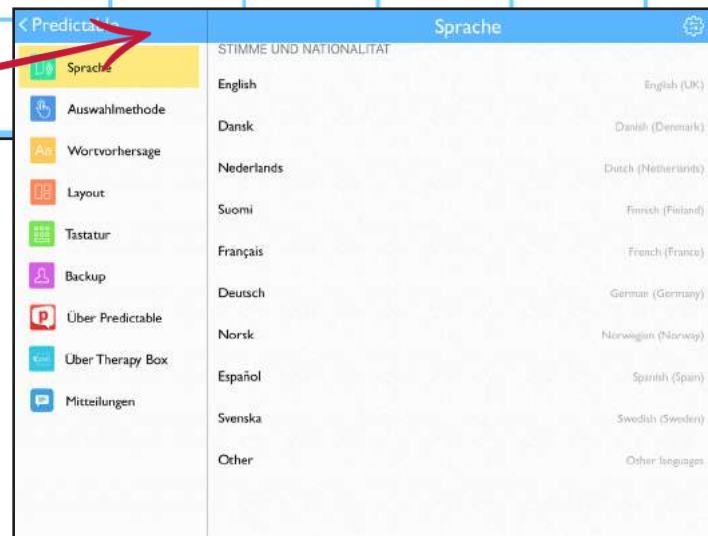 < Predictable
Sprache
STIMME UND NATIONALITÄT
Sprache
Auswahlmethode
Wortvorhersage
Layout
Tastatur
Backup
Über Predictable
Über Therapy Box
Mitteilungen
English English (UK)
Dansk Danish (Denmark)
Nederlands Dutch (Netherlands)
Suomi Finnish (Finland)
Français French (France)
Deutsch German (Germany)
Norsk Norwegian (Norway)
Español Spanish (Spain)
Svenska Swedish (Sweden)
Other Other languages